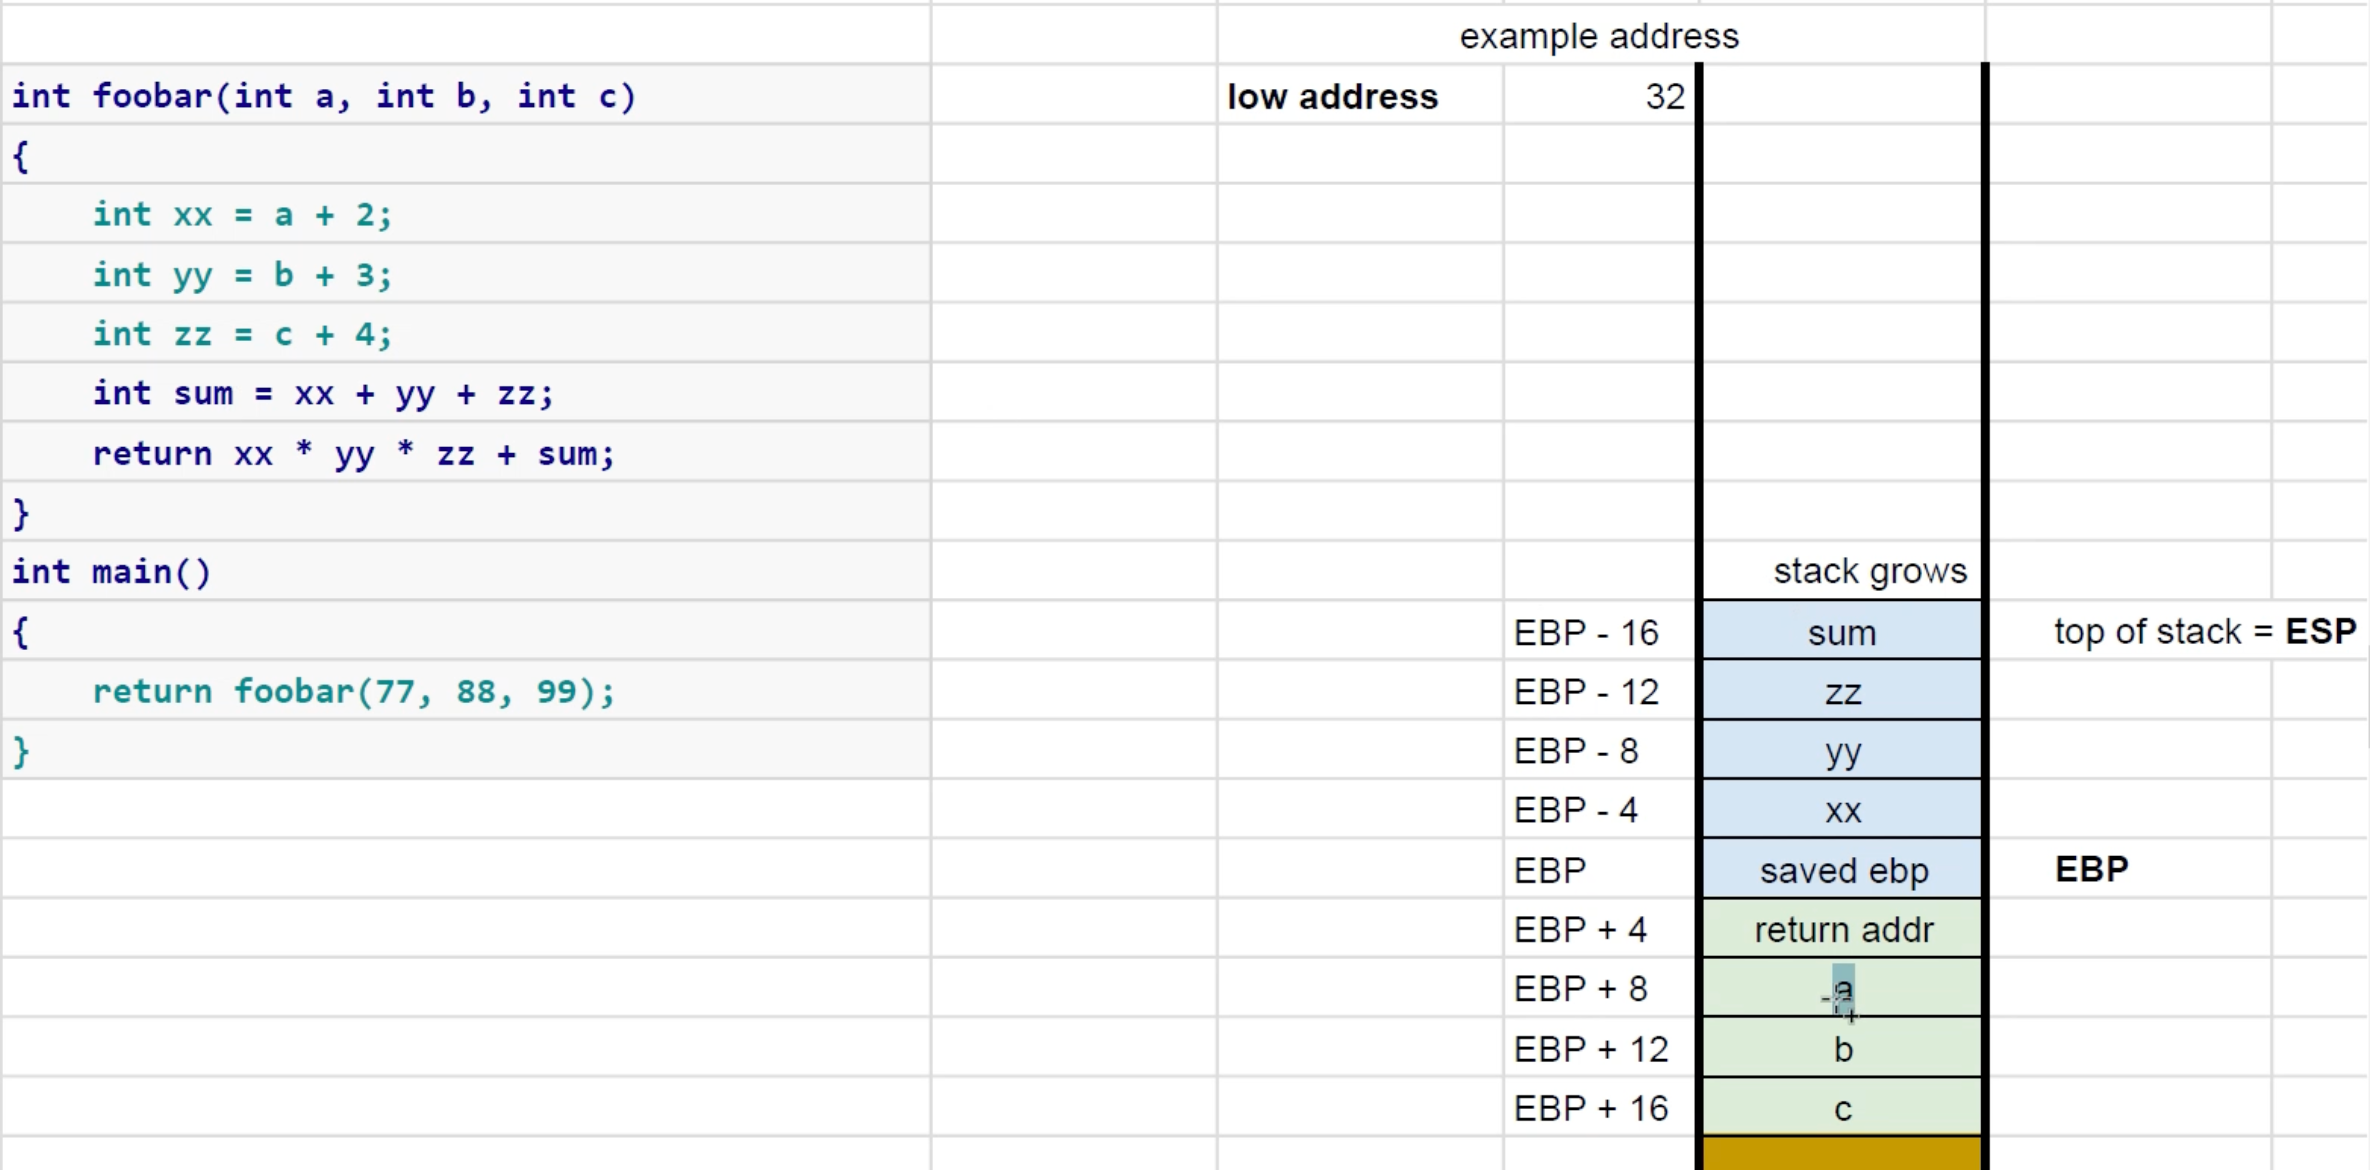 example address
int foobar(int a, int b, int c)
low address 32
{
int xx = a + 2;
int yy = b + 3;
int zz = c + 4;
int sum = xx + yy + zz;
return xx * yy * zz + sum;
}
int main()
stack grows
{
EBP - 16 sum top of stack = ESP
return foobar(77, 88, 99);
EBP - 12 zz
}
EBP - 8 yy
EBP - 4 xx
EBP saved ebp EBP
EBP + 4 return addr
EBP + 8 a
EBP + 12 b
EBP + 16 c